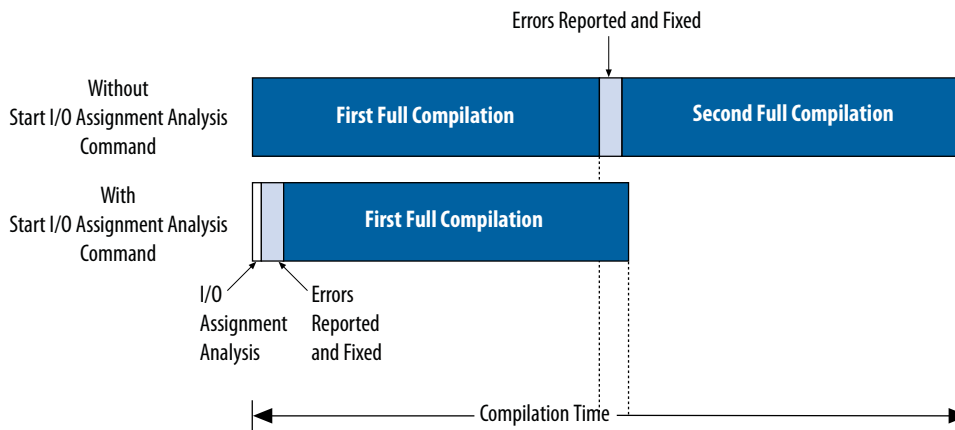 Errors Reported and Fixed
Without
Start I/O Assignment Analysis
Command
First Full Compilation
Second Full Compilation
With
Start I/O Assignment Analysis
Command
First Full Compilation
I/O
Assignment
Analysis
Errors
Reported
and Fixed
Compilation Time